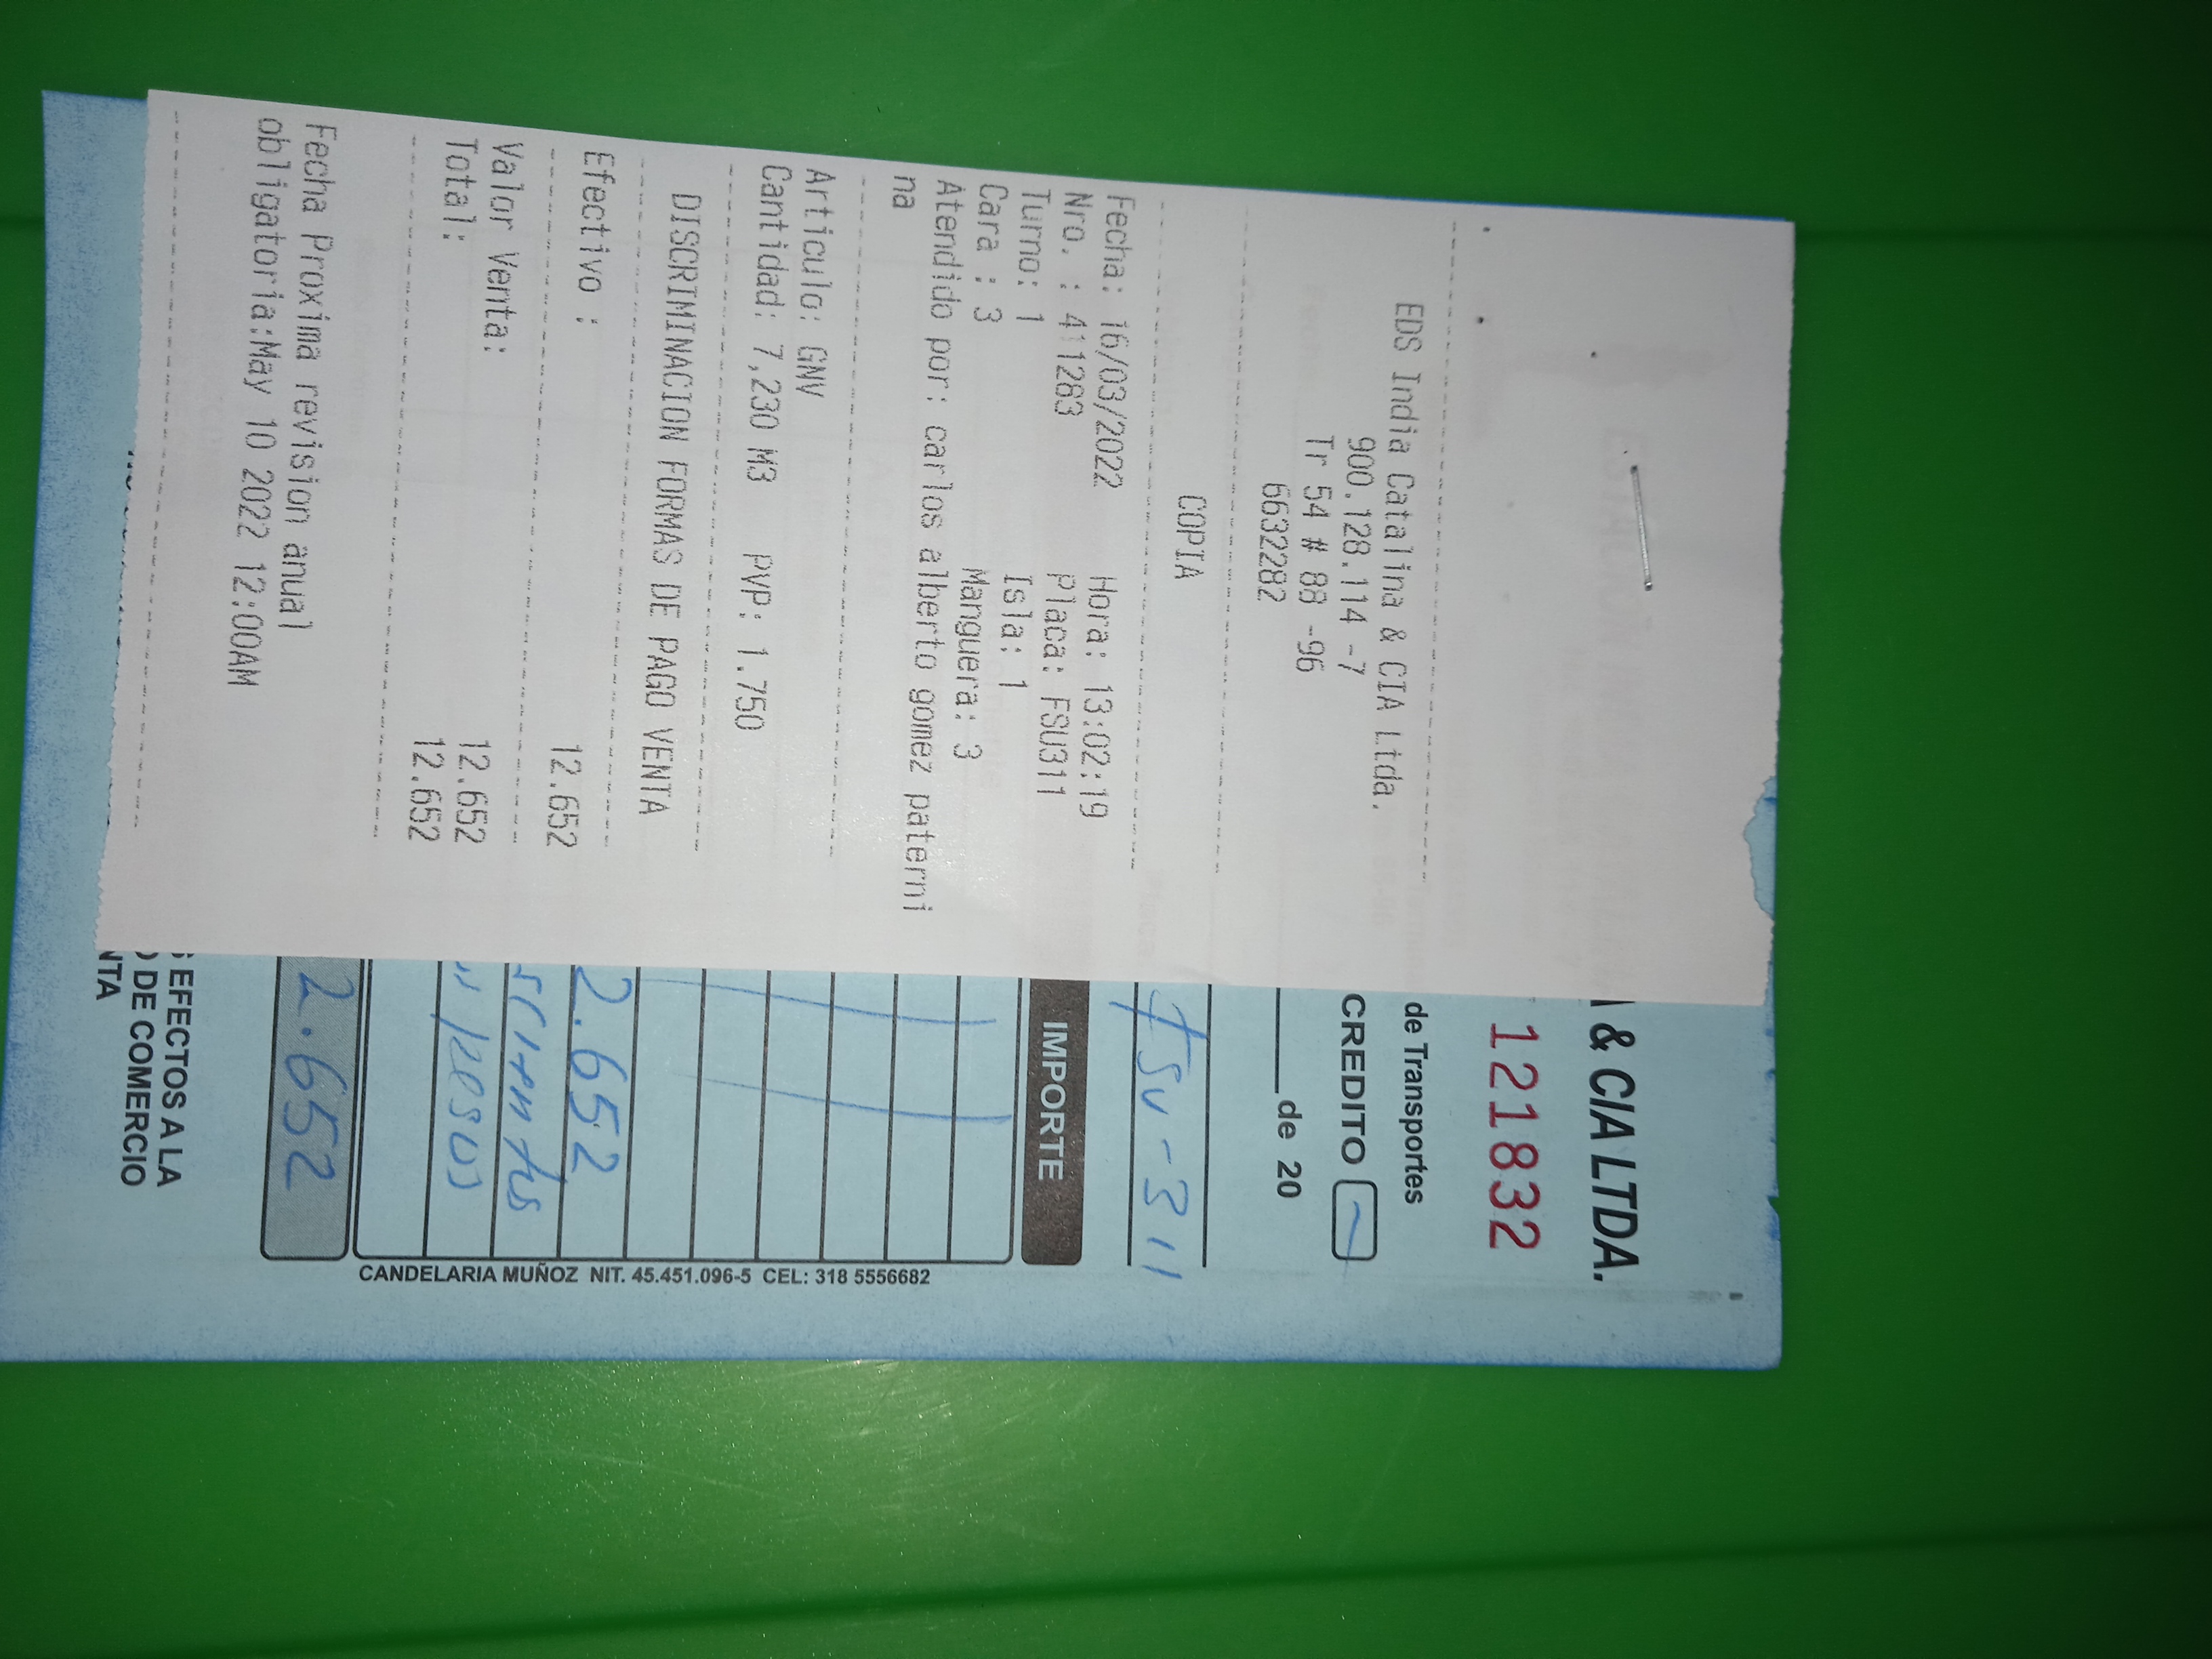 EDS India Catalina & CIA Ltda.
900.128.114 -7
Tr 54 # 88 -96
6632282
COPIA
Fecha: 16/03/2022 Hora: 13:02:19
Nro. : 411283 Placa: FSU311
Turno: 1 Isla: 1
Cara : 3 Manguera: 3
Atendido por: carlos alberto gomez paterni
na
Articulo: GNV
Cantidad: 7,230 M3 PVP: 1.750
DISCRIMINACION FORMAS DE PAGO VENTA
Efectivo : 12.652
Valor Venta: 12.652
Total: 12.652
Fecha Proxima revision anual
obligatoria:May 10 2022 12:00AM
& CIA LTDA.
121832
de Transportes
CREDITO
de 20
fSU-311
IMPORTE
2.652
pesos
2.652
EFECTOS A LA
DE COMERCIO
NTA
CANDELARIA MUÑOZ NIT. 45.451.096-5 CEL: 318 5556682